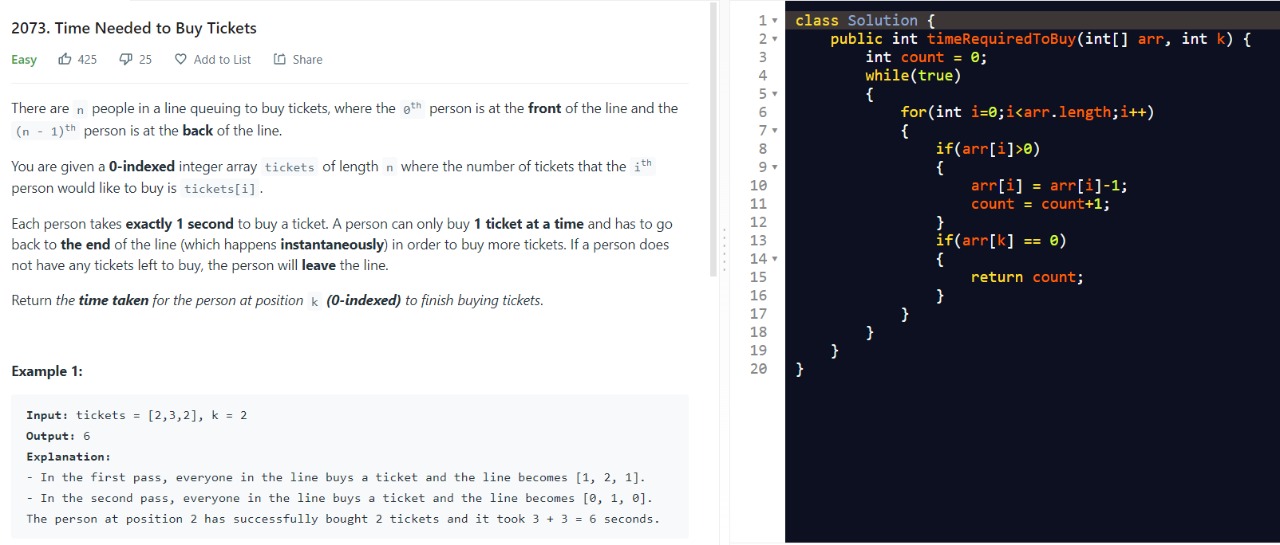 2073. Time Needed to Buy Tickets
Easy 425 25 Add to List Share
There are n people in a line queuing to buy tickets, where the 0th person is at the front of the line and the
(n - 1)th person is at the back of the line.
You are given a 0-indexed integer array tickets of length n where the number of tickets that the ith
person would like to buy is tickets[i] .
Each person takes exactly 1 second to buy a ticket. A person can only buy 1 ticket at a time and has to go
back to the end of the line (which happens instantaneously) in order to buy more tickets. If a person does
not have any tickets left to buy, the person will leave the line.
Return the time taken for the person at position k (0-indexed) to finish buying tickets.
Example 1:
Input: tickets = [2,3,2], k = 2
Output: 6
Explanation:
- In the first pass, everyone in the line buys a ticket and the line becomes [1, 2, 1].
- In the second pass, everyone in the line buys a ticket and the line becomes [0, 1, 0].
The person at position 2 has successfully bought 2 tickets and it took 3 + 3 = 6 seconds.
1 class Solution {
2 public int timeRequiredToBuy(int[] arr, int k) {
3 int count = 0;
4 while(true)
5 {
6 for(int i=0;i<arr.length;i++)
7 {
8 if(arr[i]>0)
9 {
10 arr[i] = arr[i]-1;
11 count = count+1;
12 }
13 if(arr[k] == 0)
14 {
15 return count;
16 }
17 }
18 }
19 }
20 }